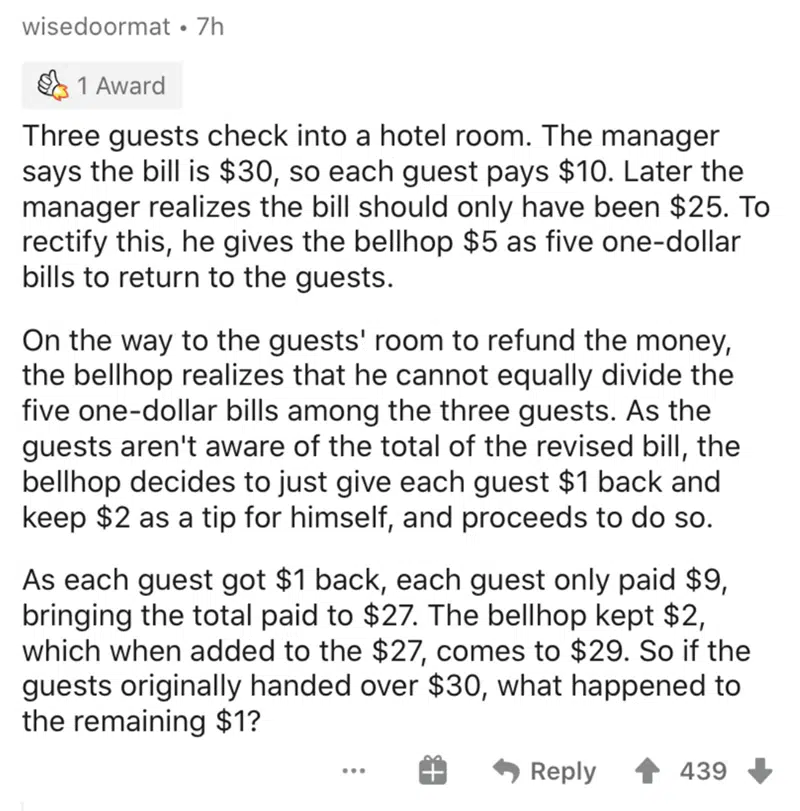 wisedoormat • 7h
1 Award
Three guests check into a hotel room. The manager
says the bill is $30, so each guest pays $10. Later the
manager realizes the bill should only have been $25. To
rectify this, he gives the bellhop $5 as five one-dollar
bills to return to the guests.
On the way to the guests' room to refund the money,
the bellhop realizes that he cannot equally divide the
five one-dollar bills among the three guests. As the
guests aren't aware of the total of the revised bill, the
bellhop decides to just give each guest $1 back and
keep $2 as a tip for himself, and proceeds to do so.
As each guest got $1 back, each guest only paid $9,
bringing the total paid to $27. The bellhop kept $2,
which when added to the $27, comes to $29. So if the
guests originally handed over $30, what happened to
the remaining $1?
... Reply 439